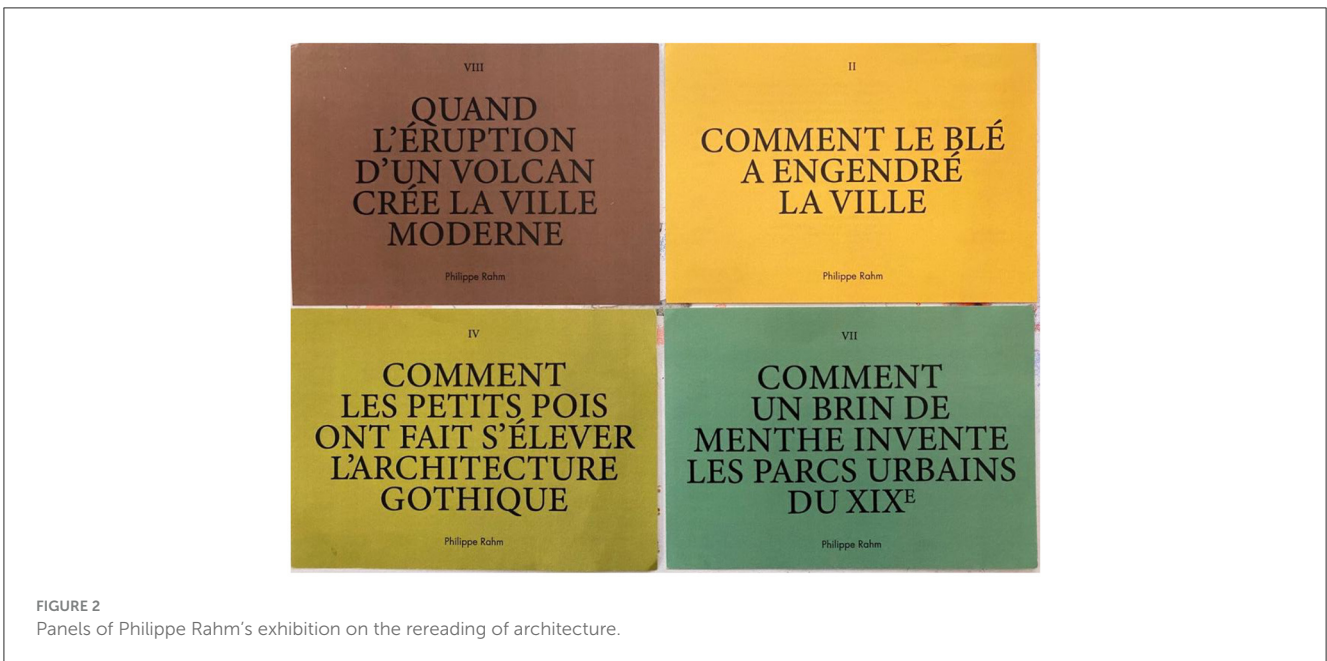 VIII
QUAND
L'ÉRUPTION
D'UN VOLCAN
CRÉE LA VILLE
MODERNE
Philippe Rahm
II
COMMENT LE BLÉ
A ENGENDRÉ
LA VILLE
Philippe Rahm
IV
COMMENT
LES PETITS POIS
ONT FAIT S'ÉLEVER
L'ARCHITECTURE
GOTHIQUE
Philippe Rahm
VII
COMMENT
UN BRIN DE
MENTHE INVENTE
LES PARCS URBAINS
DU XIXE
Philippe Rahm
FIGURE 2
Panels of Philippe Rahm's exhibition on the rereading of architecture.